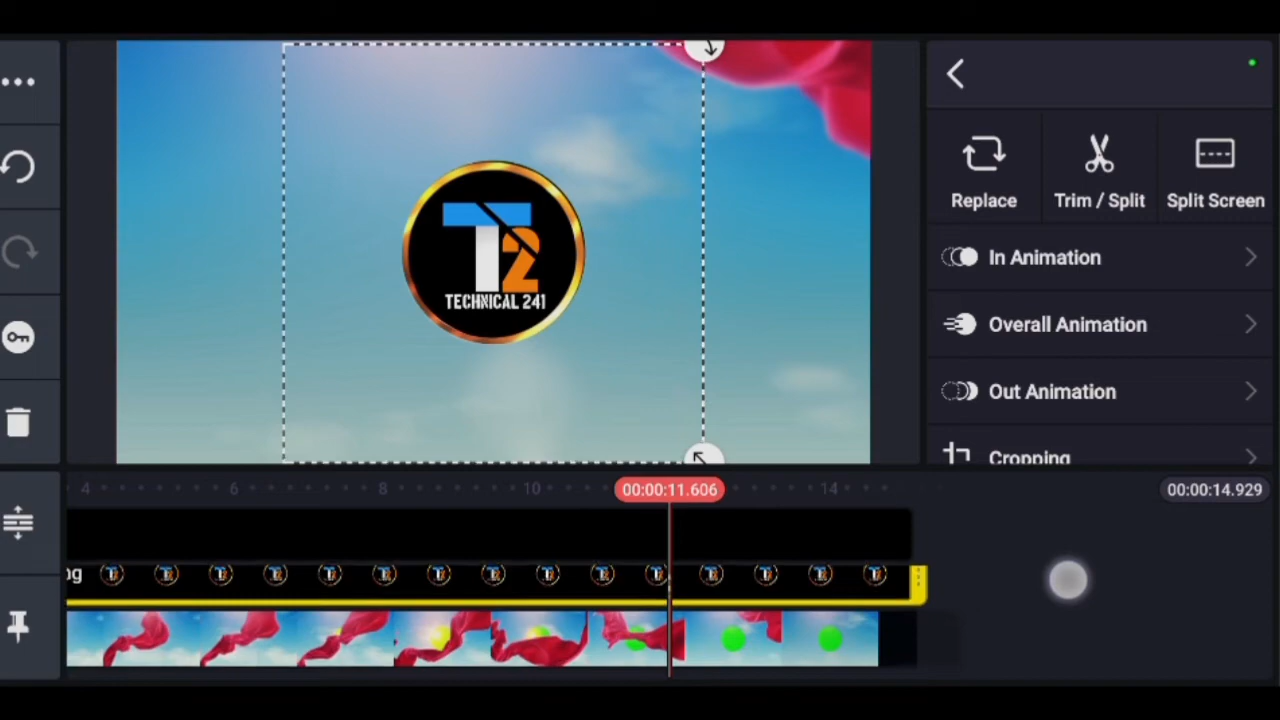 Replace
Trim / Split
Split Screen
In Animation
Overall Animation
Out Animation
Cropping
T2
TECHNICAL 241
4 6 8 10 00:00:11.606 14 00:00:14.929